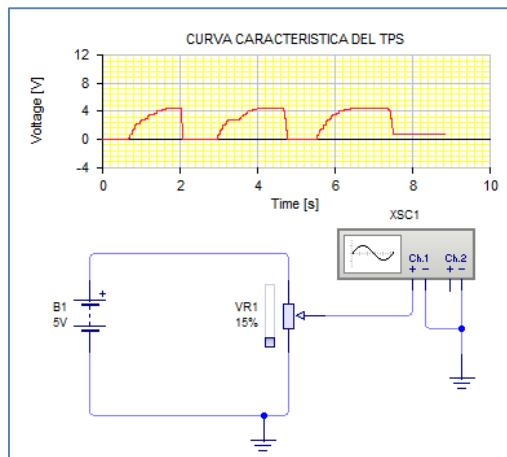 CURVA CARACTERISTICA DEL TPS
12
8
4
0
-4
Voltage [V]
0 2 4 6 8 10
Time [s]
XSC1
Ch.1 Ch.2
+ − + −
B1
5V
+
VR1
15%